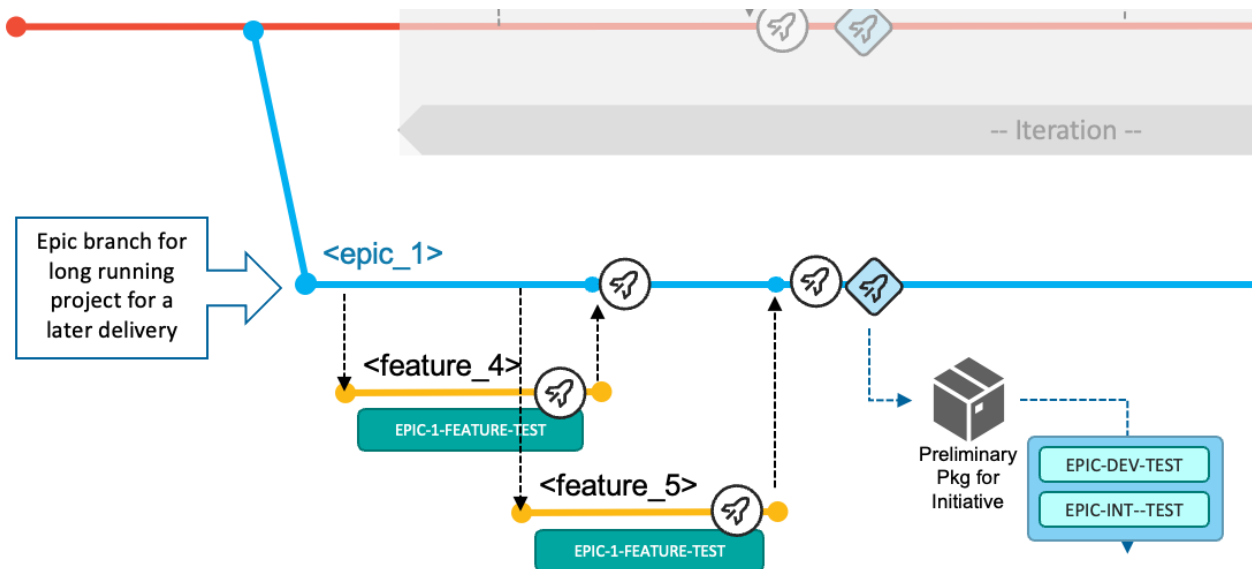 -- Iteration --
Epic branch for
long running
project for a
later delivery
<epic_1>
<feature_4>
EPIC-1-FEATURE-TEST
<feature_5>
EPIC-1-FEATURE-TEST
Preliminary
Pkg for
Initiative
EPIC-DEV-TEST
EPIC-INT--TEST